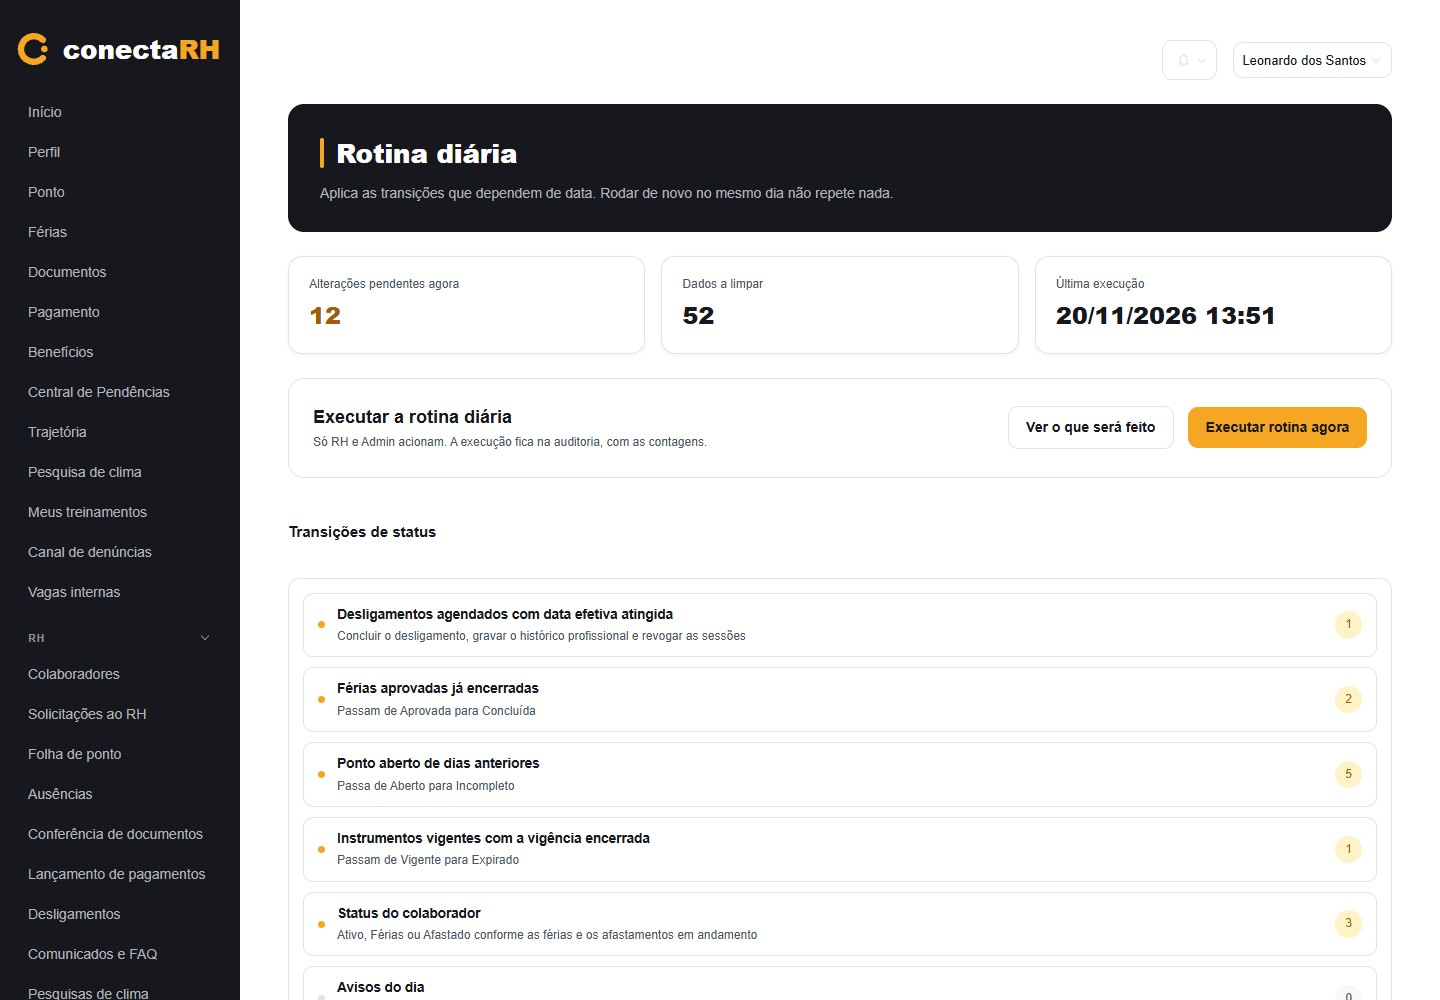 conectaRH
Início
Perfil
Ponto
Férias
Documentos
Pagamento
Benefícios
Central de Pendências
Trajetória
Pesquisa de clima
Meus treinamentos
Canal de denúncias
Vagas internas
RH
Colaboradores
Solicitações ao RH
Folha de ponto
Ausências
Conferência de documentos
Lançamento de pagamentos
Desligamentos
Comunicados e FAQ
Pesquisas de clima
Leonardo dos Santos
Rotina diária
Aplica as transições que dependem de data. Rodar de novo no mesmo dia não repete nada.
Alterações pendentes agora
12
Dados a limpar
52
Última execução
20/11/2026 13:51
Executar a rotina diária
Só RH e Admin acionam. A execução fica na auditoria, com as contagens.
Ver o que será feito
Executar rotina agora
Transições de status
Desligamentos agendados com data efetiva atingida
Concluir o desligamento, gravar o histórico profissional e revogar as sessões
1
Férias aprovadas já encerradas
Passam de Aprovada para Concluída
2
Ponto aberto de dias anteriores
Passa de Aberto para Incompleto
5
Instrumentos vigentes com a vigência encerrada
Passam de Vigente para Expirado
1
Status do colaborador
Ativo, Férias ou Afastado conforme as férias e os afastamentos em andamento
3
Avisos do dia
0